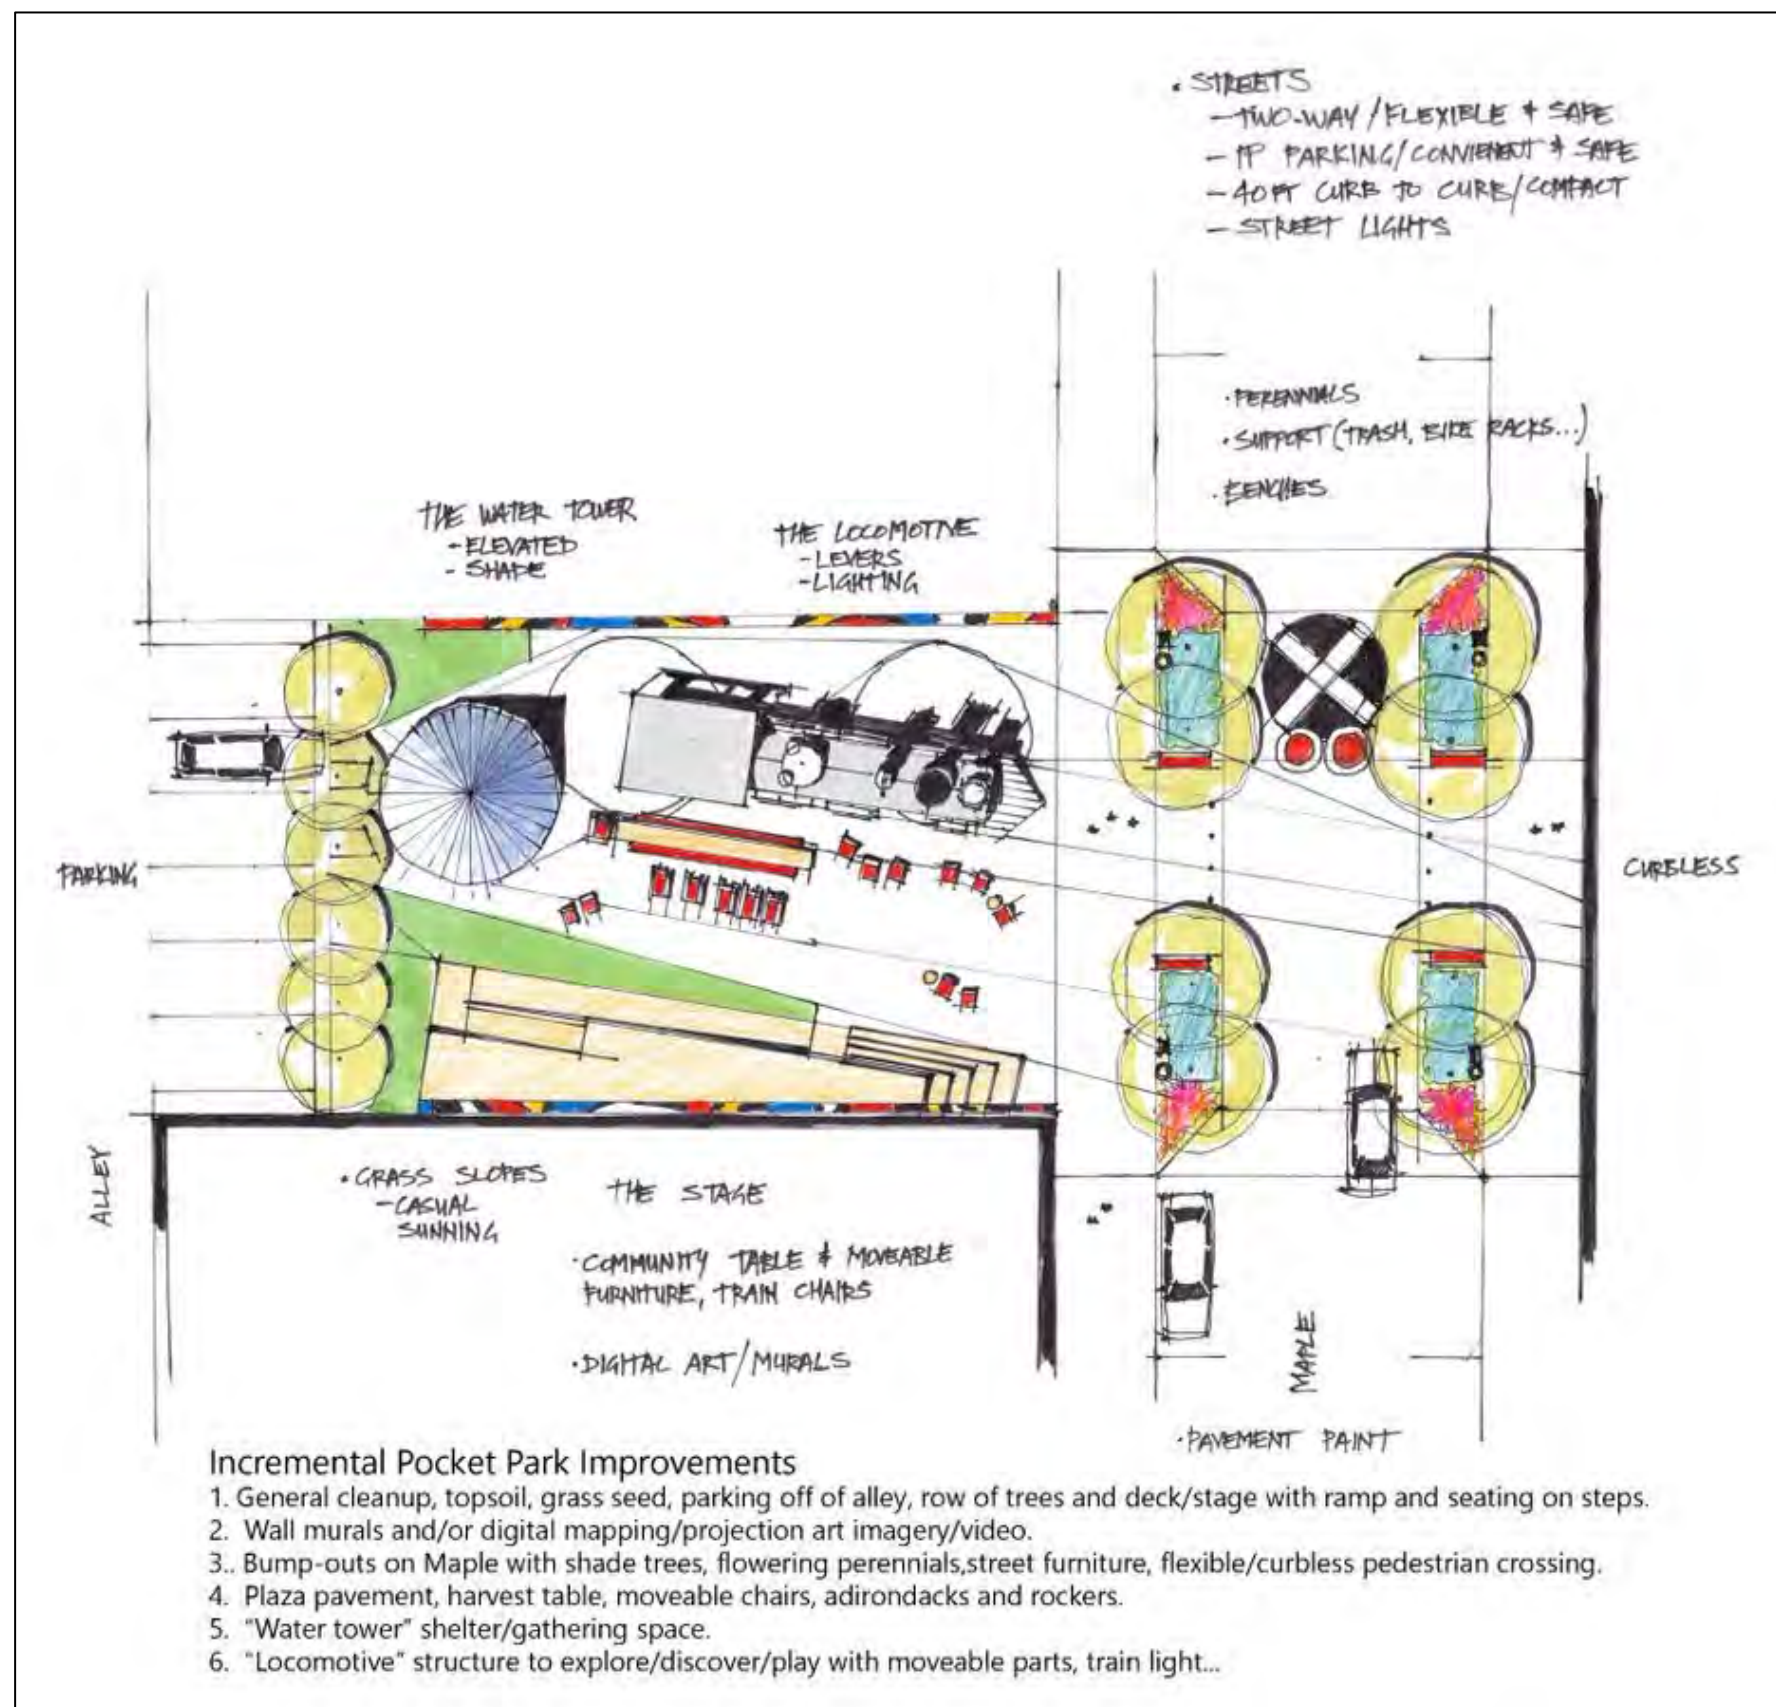 • STREETS
– TWO-WAY / FLEXIBLE & SAFE
– PP PARKING/CONVIENENT & SAFE
– 40 FT CURB TO CURB/COMPACT
– STREET LIGHTS
• PERENNIALS
• SUPPORT (TRASH, BIKE RACKS...)
• BENCHES
THE WATER TOWER
- ELEVATED
- SHADE
THE LOCOMOTIVE
- LEVERS
- LIGHTING
PARKING
CURBLESS
ALLEY
• GRASS SLOPES
- CASUAL
SUNNING
THE STAGE
• COMMUNITY TABLE & MOVEABLE
FURNITURE, TRAIN CHAIRS
• DIGITAL ART/MURALS
MAPLE
• PAVEMENT PAINT
Incremental Pocket Park Improvements
1. General cleanup, topsoil, grass seed, parking off of alley, row of trees and deck/stage with ramp and seating on steps.
2. Wall murals and/or digital mapping/projection art imagery/video.
3.. Bump-outs on Maple with shade trees, flowering perennials,street furniture, flexible/curbless pedestrian crossing.
4. Plaza pavement, harvest table, moveable chairs, adirondacks and rockers.
5. "Water tower" shelter/gathering space.
6. "Locomotive" structure to explore/discover/play with moveable parts, train light...